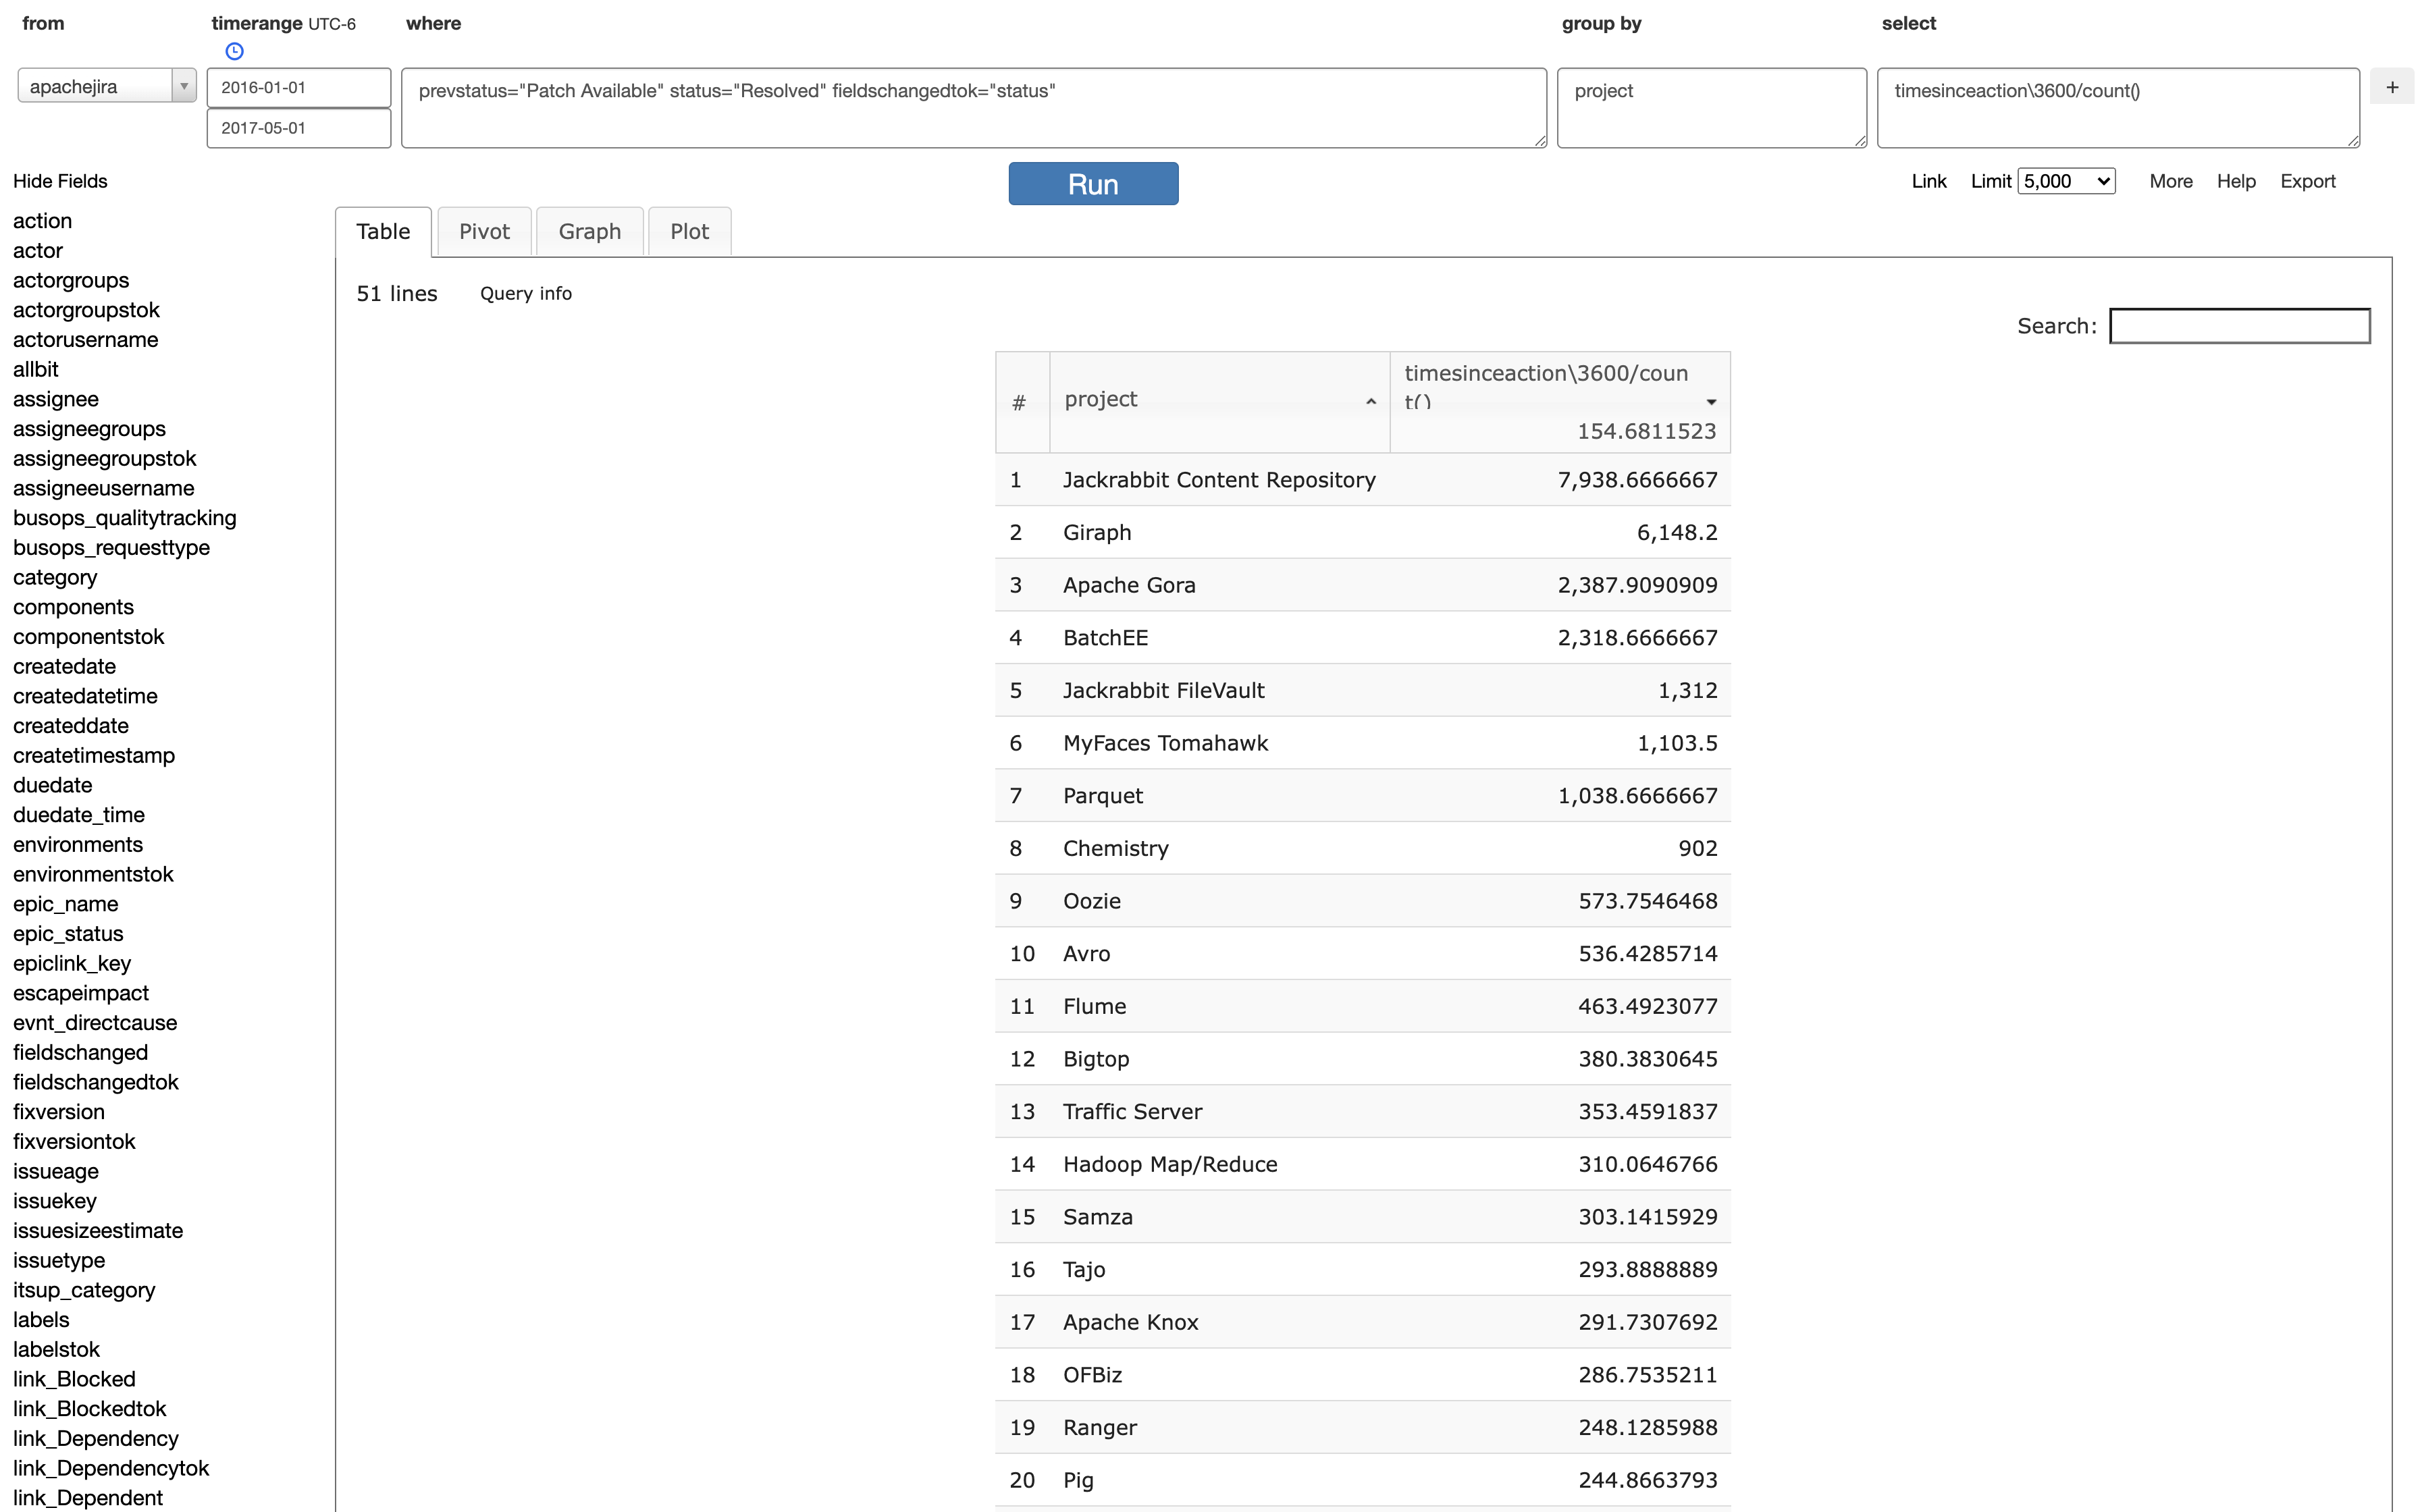 from
timerange UTC-6
where
group by
select
apachejira
2016-01-01
2017-05-01
prevstatus="Patch Available" status="Resolved" fieldschangedtok="status"
project
timesinceaction\3600/count()
+
Hide Fields
Run
Link
Limit 5,000
More
Help
Export
action
actor
actorgroups
actorgroupstok
actorusername
allbit
assignee
assigneegroups
assigneegroupstok
assigneeusername
busops_qualitytracking
busops_requesttype
category
components
componentstok
createdate
createdatetime
createddate
createtimestamp
duedate
duedate_time
environments
environmentstok
epic_name
epic_status
epiclink_key
escapeimpact
evnt_directcause
fieldschanged
fieldschangedtok
fixversion
fixversiontok
issueage
issuekey
issuesizeestimate
issuetype
itsup_category
labels
labelstok
link_Blocked
link_Blockedtok
link_Dependency
link_Dependencytok
link_Dependent
Table
Pivot
Graph
Plot
51 lines
Query info
Search:
#
project
timesinceaction\3600/coun
t()
154.6811523
1 Jackrabbit Content Repository 7,938.6666667
2 Giraph 6,148.2
3 Apache Gora 2,387.9090909
4 BatchEE 2,318.6666667
5 Jackrabbit FileVault 1,312
6 MyFaces Tomahawk 1,103.5
7 Parquet 1,038.6666667
8 Chemistry 902
9 Oozie 573.7546468
10 Avro 536.4285714
11 Flume 463.4923077
12 Bigtop 380.3830645
13 Traffic Server 353.4591837
14 Hadoop Map/Reduce 310.0646766
15 Samza 303.1415929
16 Tajo 293.8888889
17 Apache Knox 291.7307692
18 OFBiz 286.7535211
19 Ranger 248.1285988
20 Pig 244.8663793